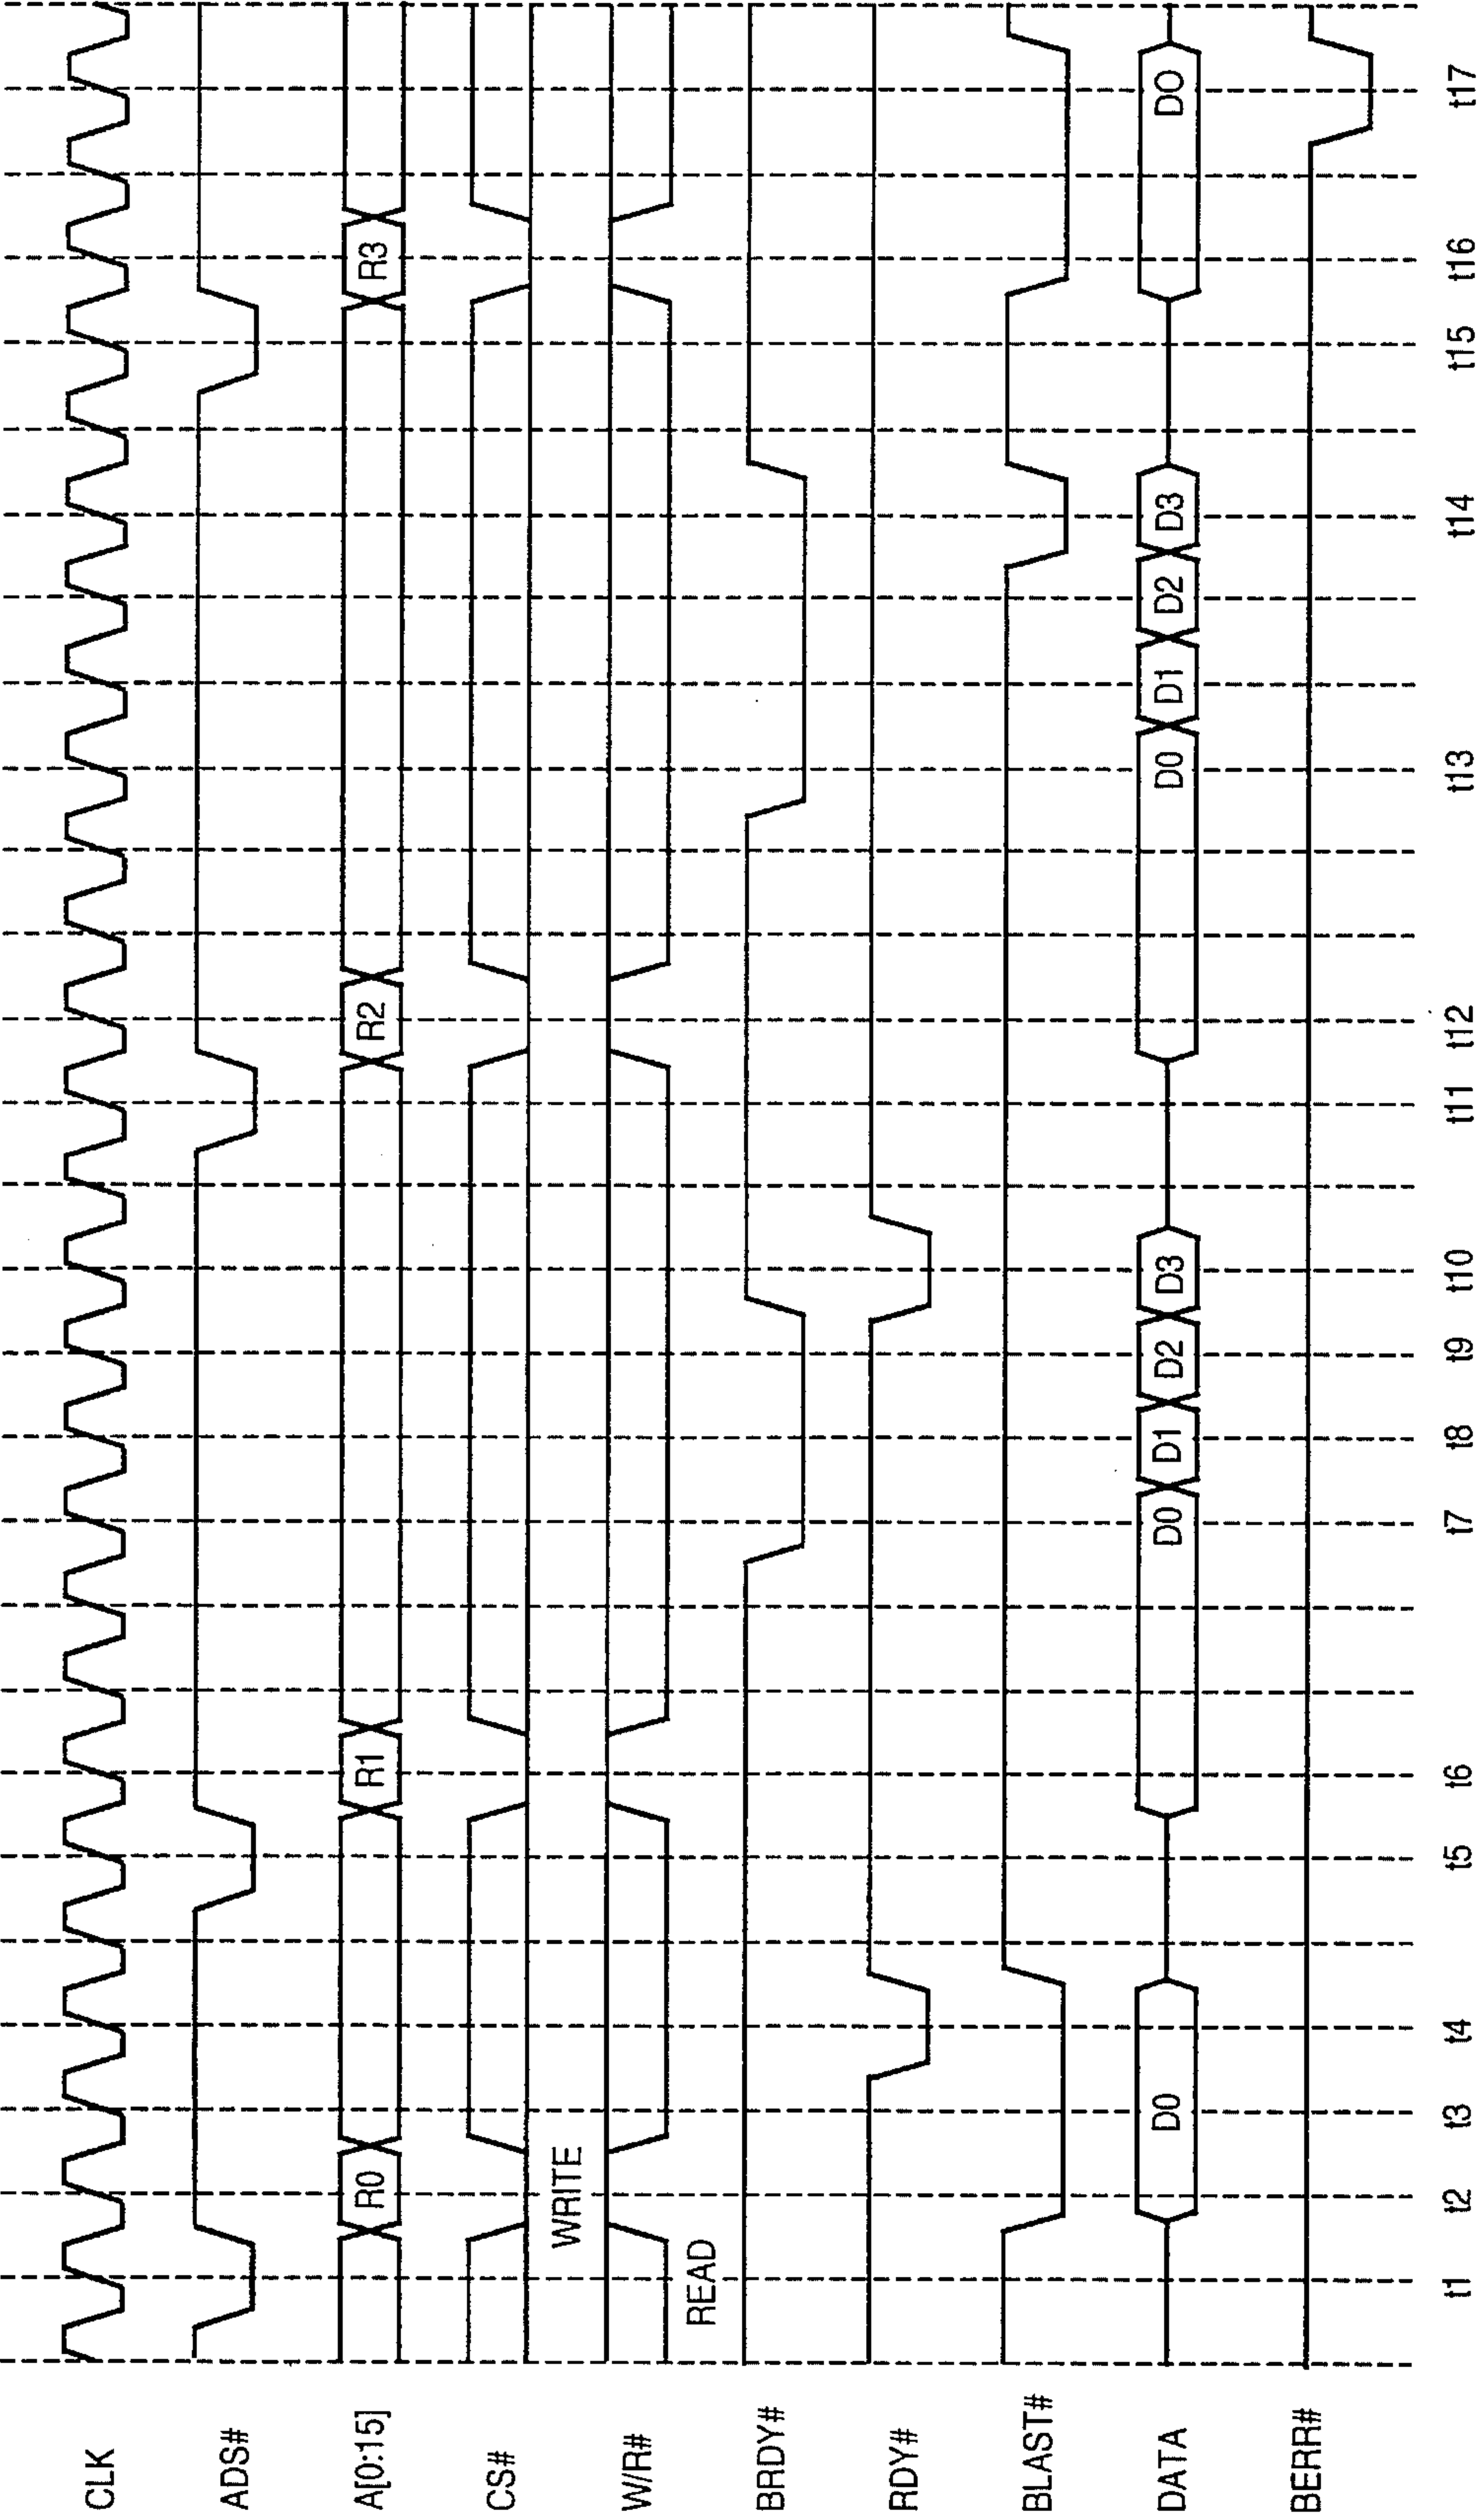 CLK
ADS#
A[0:15]
R0
R1
R2
R3
CS#
WRITE
W/R#
READ
BRDY#
RDY#
BLAST#
DATA
D0
D0
D1
D2
D3
D0
D1
D2
D3
DO
BERR#
t1
t2
t3
t4
t5
t6
t7
t8
t9
t10
t11
t12
t13
t14
t15
t16
t17